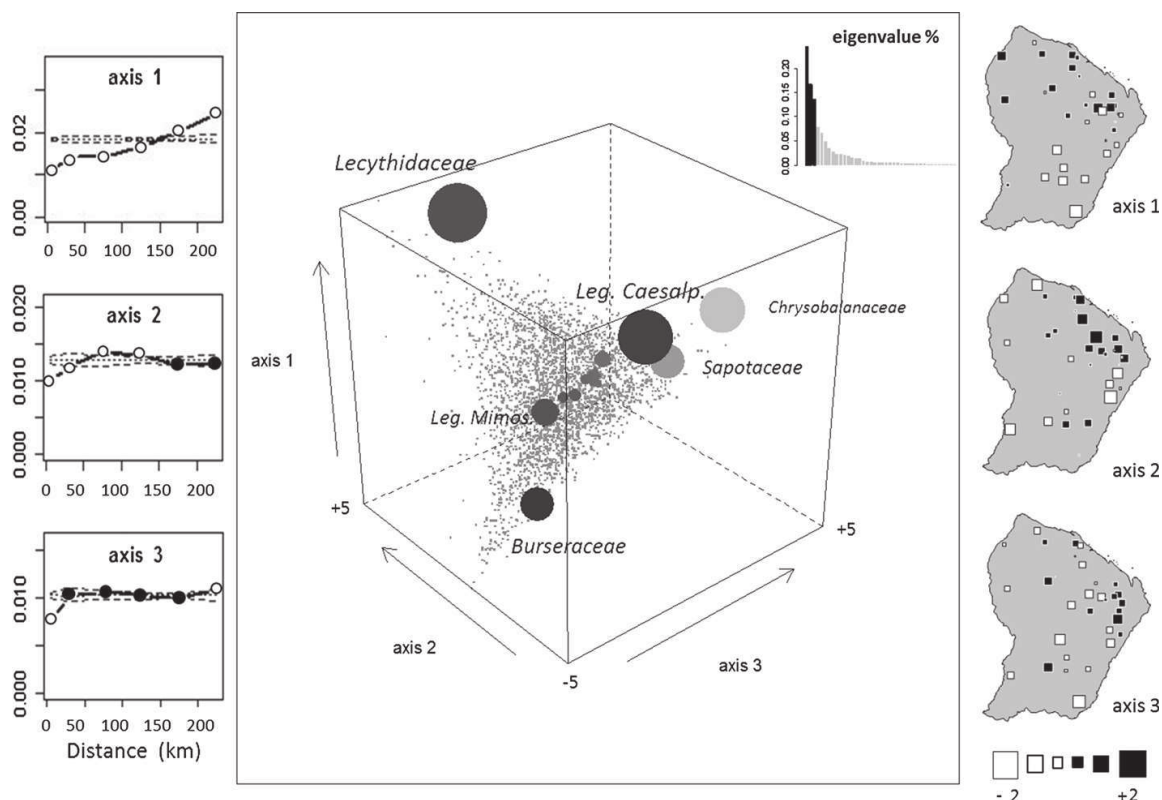 axis 1
0.02
0.00
0 50 100 150 200
axis 2
0.020
0.010
0.000
0 50 100 150 200
axis 3
0.010
0.000
0 50 100 150 200
Distance (km)
eigenvalue %
0.20
0.15
0.10
0.05
0.00
Lecythidaceae
Leg. Caesalp.
Chrysobalanaceae
Sapotaceae
Leg. Mimos.
Burseraceae
axis 1
+5
+5
axis 2
axis 3
-5
axis 1
axis 2
axis 3
- 2
+2